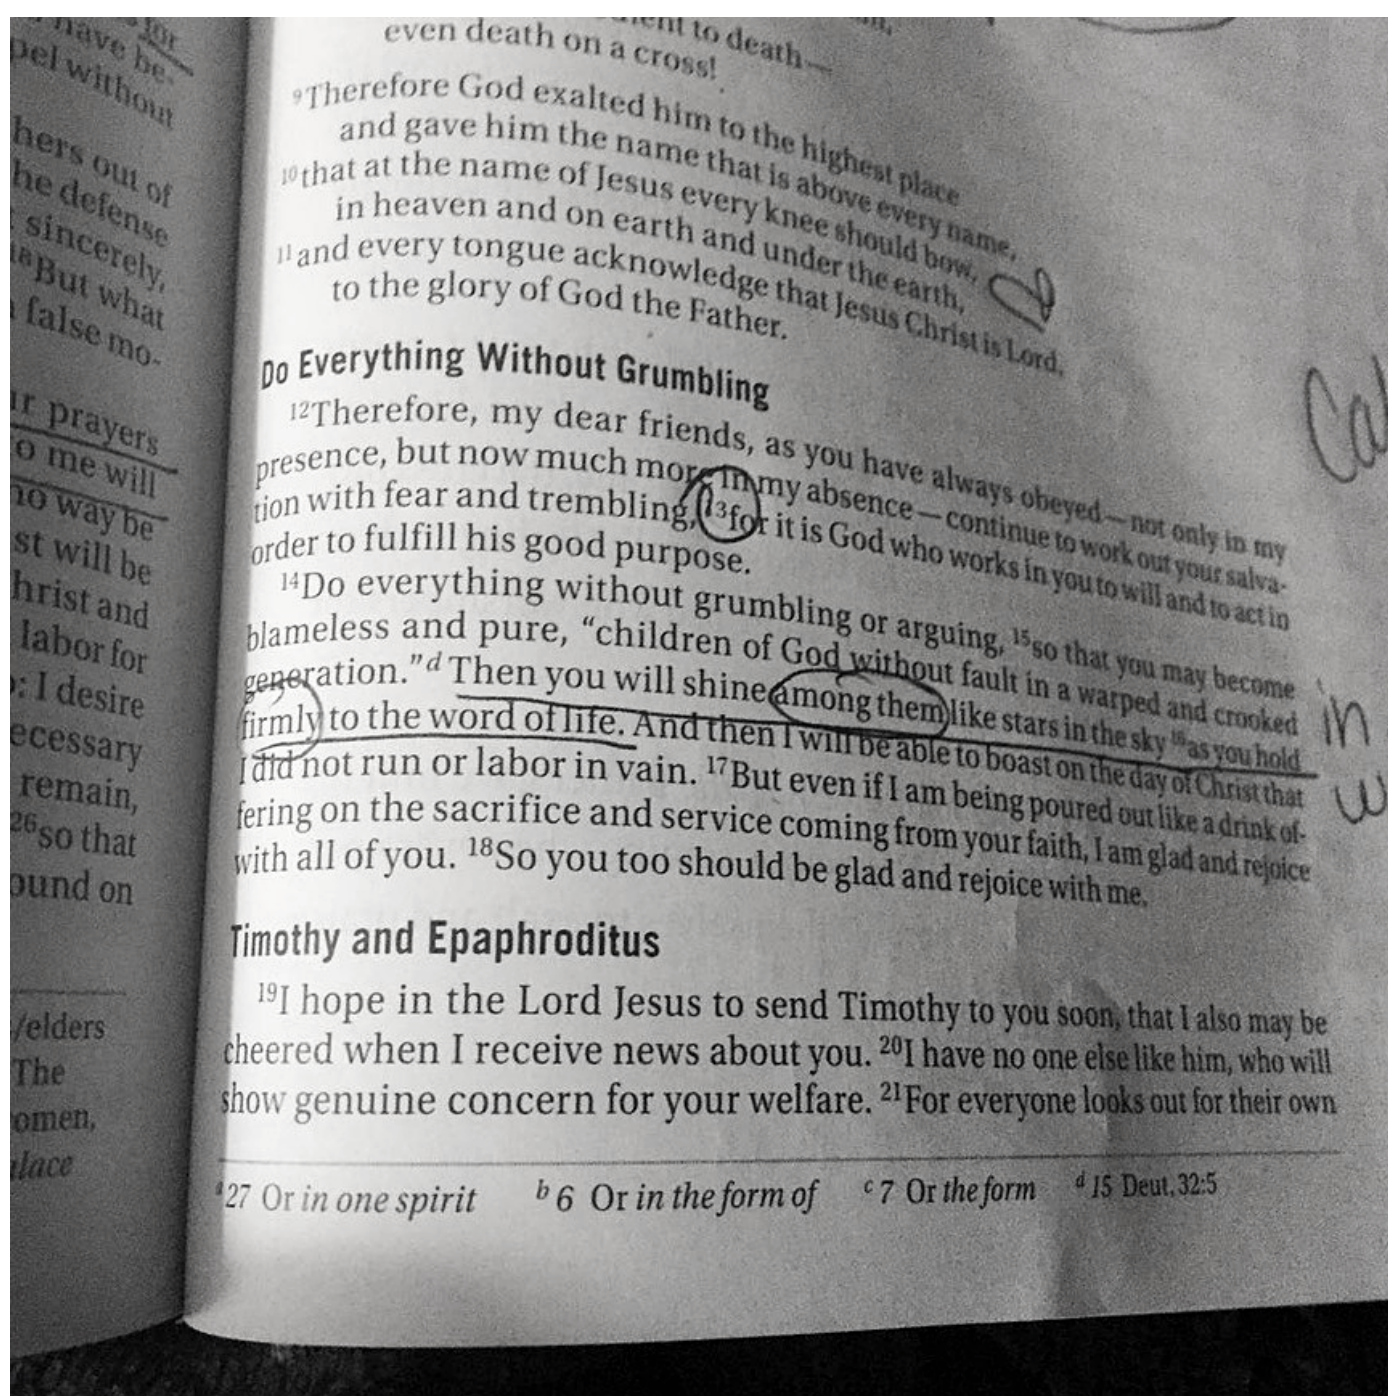 for
have be-
without
hers out of
he defense
sincerely,
18But what
false mo-
prayers
o me will
no way be
st will be
hrist and
labor for
: I desire
ecessary
remain,
26so that
ound on
/elders
The
omen,
lace
to death—
even death on a cross!
9Therefore God exalted him to the highest place
and gave him the name that is above every name,
10that at the name of Jesus every knee should bow,
in heaven and on earth and under the earth,
11and every tongue acknowledge that Jesus Christ is Lord,
to the glory of God the Father.
Do Everything Without Grumbling
12Therefore, my dear friends, as you have always obeyed—not only in my
presence, but now much more in my absence—continue to work out your salva-
tion with fear and trembling, 13for it is God who works in you to will and to act in
order to fulfill his good purpose.
14Do everything without grumbling or arguing, 15so that you may become
blameless and pure, “children of God without fault in a warped and crooked
generation.”d Then you will shine among them like stars in the sky 16as you hold
firmly to the word of life. And then I will be able to boast on the day of Christ that
I did not run or labor in vain. 17But even if I am being poured out like a drink of-
fering on the sacrifice and service coming from your faith, I am glad and rejoice
with all of you. 18So you too should be glad and rejoice with me.
Timothy and Epaphroditus
19I hope in the Lord Jesus to send Timothy to you soon, that I also may be
cheered when I receive news about you. 20I have no one else like him, who will
show genuine concern for your welfare. 21For everyone looks out for their own
a 27 Or in one spirit b 6 Or in the form of c 7 Or the form d 15 Deut. 32:5
Cal
in
w